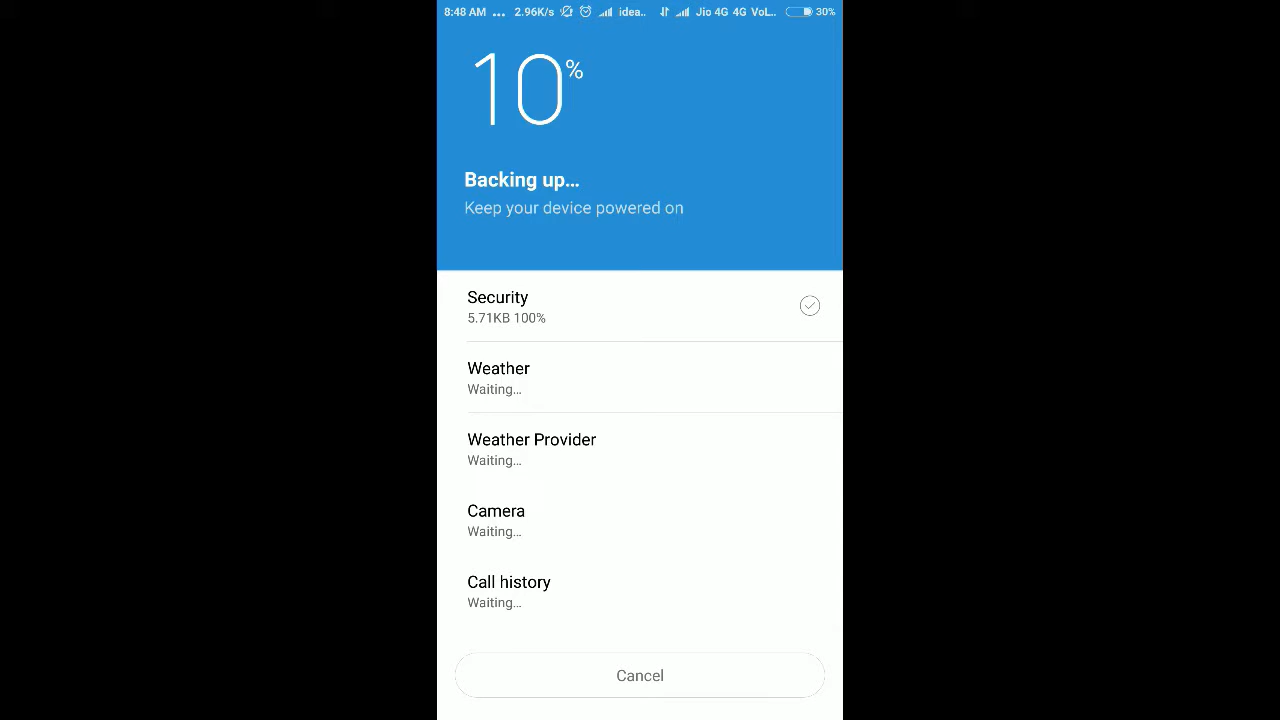 8:48 AM ... 2.96K/s idea.. Jio 4G 4G VoL.. 30%
10%
Backing up...
Keep your device powered on
Security
5.71KB 100%
Weather
Waiting...
Weather Provider
Waiting...
Camera
Waiting...
Call history
Waiting...
Cancel